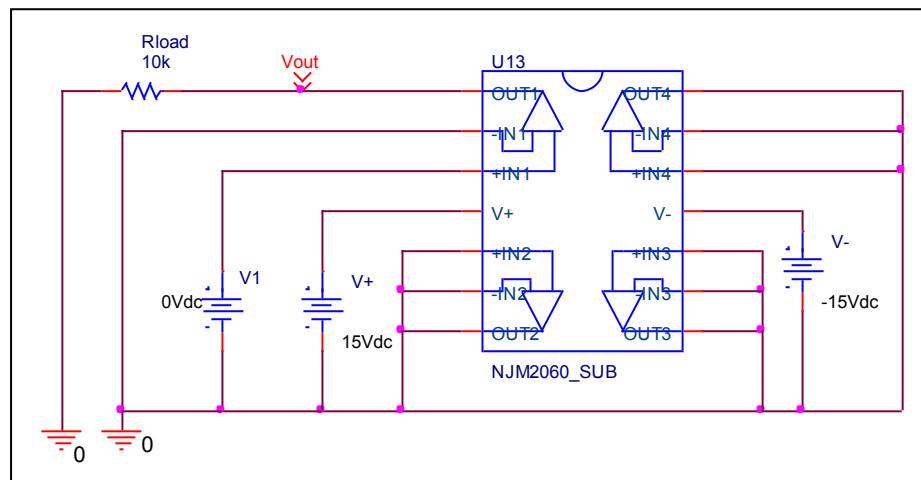 Rload
10k
Vout
U13
OUT1
OUT4
-IN1
-IN4
+IN1
+IN4
V+
V-
+IN2
+IN3
-IN2
-IN3
OUT2
OUT3
V1
0Vdc
V+
15Vdc
V-
-15Vdc
NJM2060_SUB
0
0